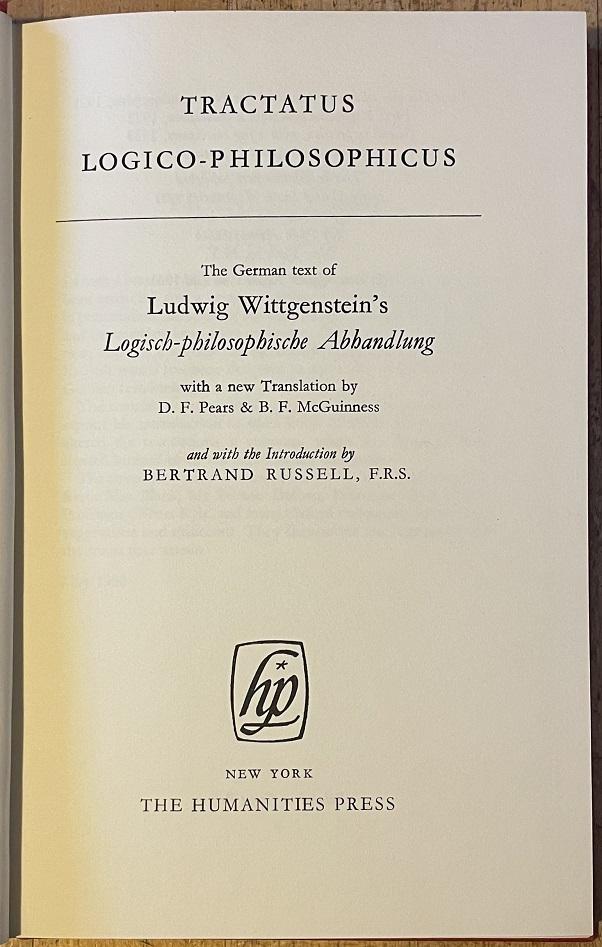 TRACTATUS
LOGICO-PHILOSOPHICUS
The German text of
Ludwig Wittgenstein's
Logisch-philosophische Abhandlung
with a new Translation by
D. F. Pears & B. F. McGuinness
and with the Introduction by
BERTRAND RUSSELL, F.R.S.
hp
NEW YORK
THE HUMANITIES PRESS